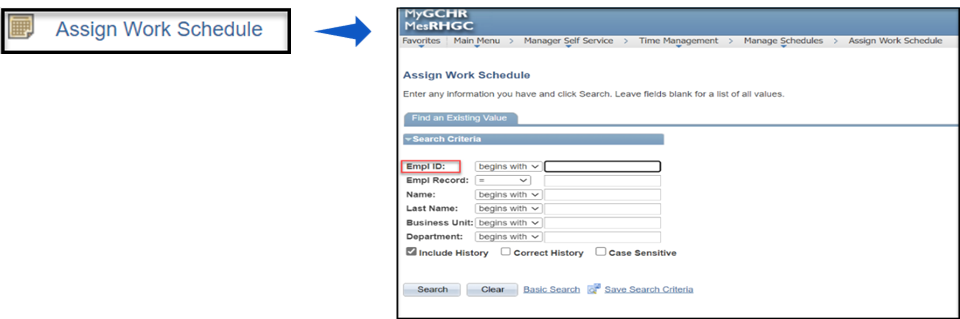 Assign Work Schedule
MyGCHR
MesRHGC
Favorites Main Menu > Manager Self Service > Time Management > Manage Schedules > Assign Work Schedule
Assign Work Schedule
Enter any information you have and click Search. Leave fields blank for a list of all values.
Find an Existing Value
Search Criteria
Empl ID: begins with
Empl Record: =
Name: begins with
Last Name: begins with
Business Unit: begins with
Department: begins with
Include History Correct History Case Sensitive
Search Clear Basic Search Save Search Criteria